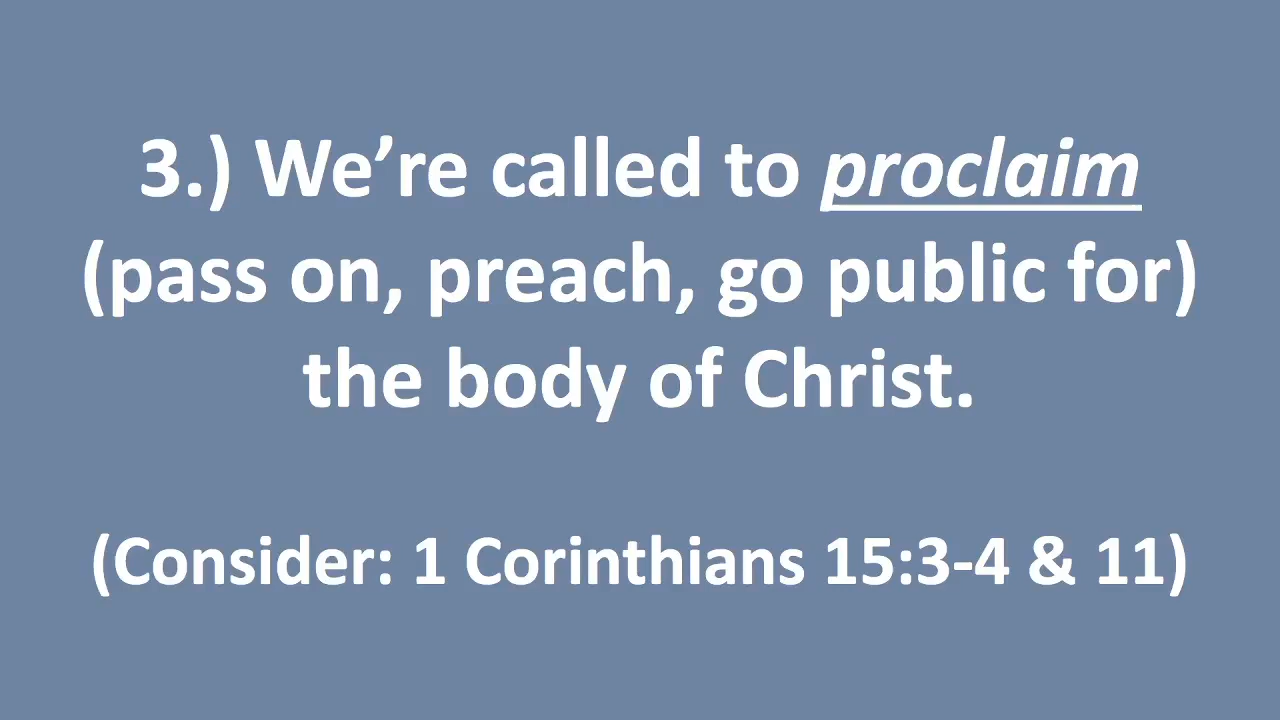 3.) We’re called to proclaim
(pass on, preach, go public for)
the body of Christ.
(Consider: 1 Corinthians 15:3-4 & 11)